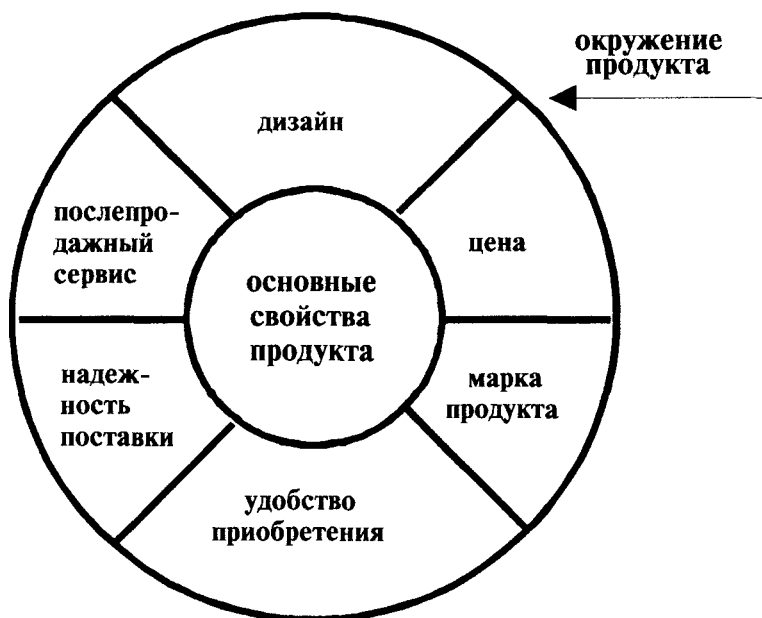 окружение
продукта
дизайн
послепро-
дажный
сервис
цена
основные
свойства
продукта
надеж-
ность
поставки
марка
продукта
удобство
приобретения